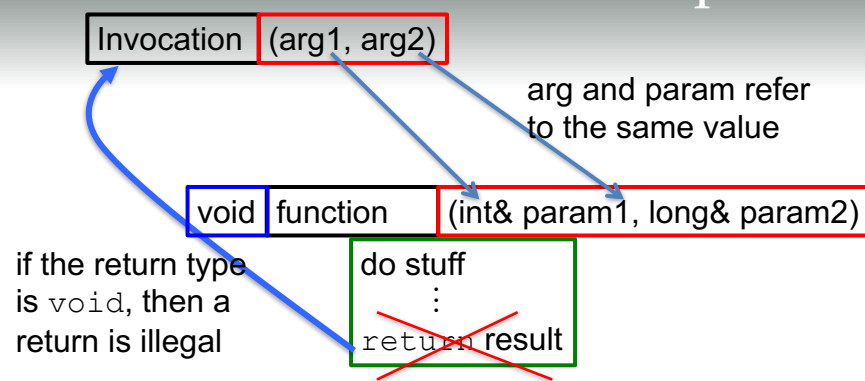 Invocation (arg1, arg2)
arg and param refer
to the same value
void function (int& param1, long& param2)
if the return type
is void, then a
return is illegal
do stuff
⋮
return result